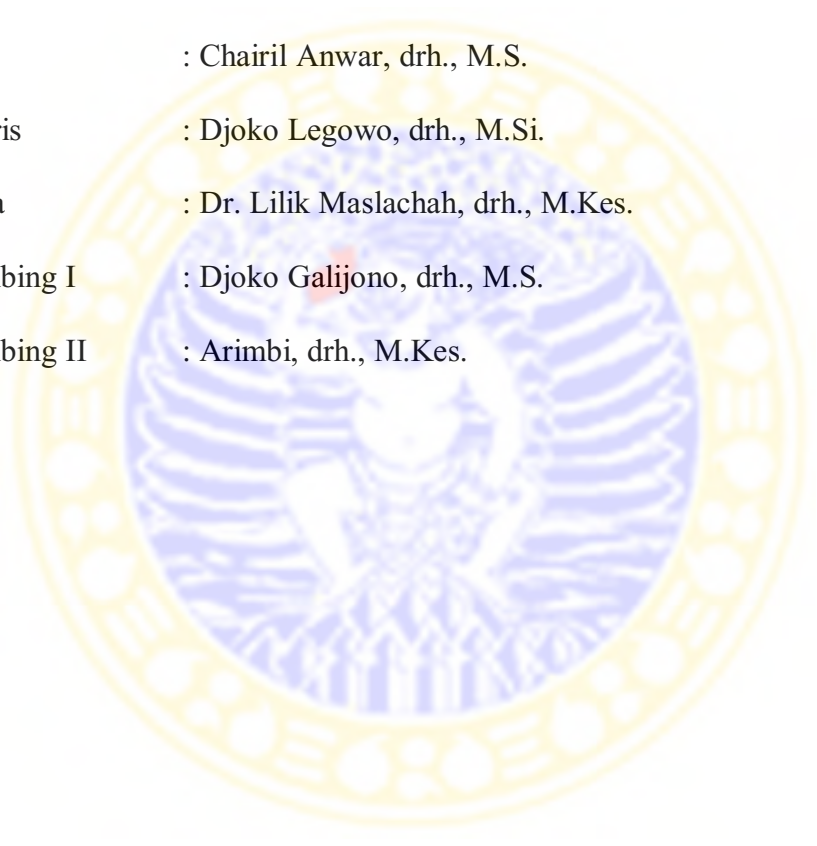 : Chairil Anwar, drh., M.S.
ris : Djoko Legowo, drh., M.Si.
a : Dr. Lilik Maslachah, drh., M.Kes.
bing I : Djoko Galijono, drh., M.S.
bing II : Arimbi, drh., M.Kes.